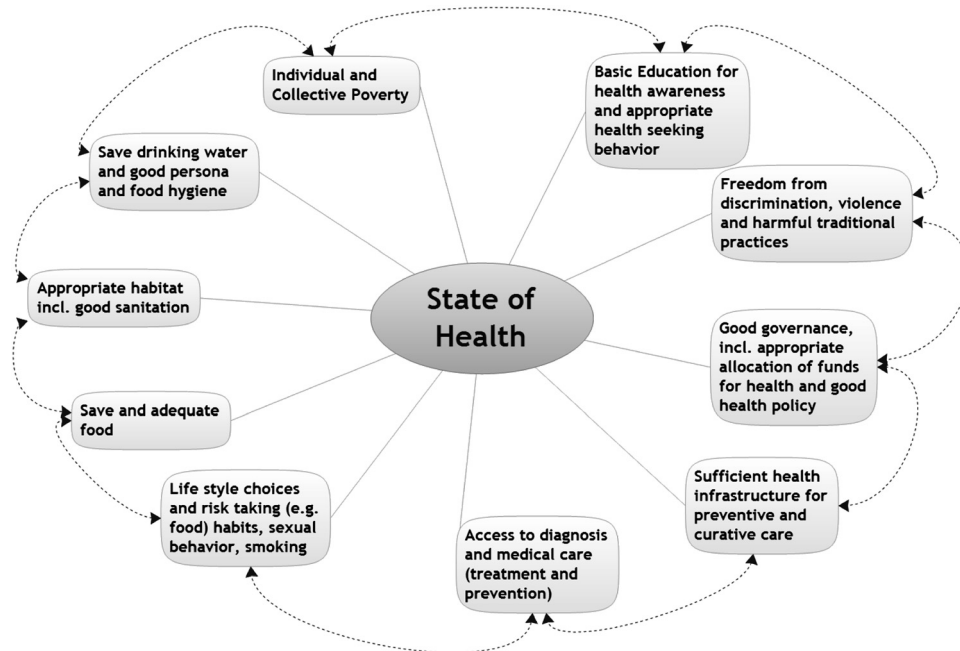 Individual and
Collective Poverty
Basic Education for
health awareness
and appropriate
health seeking
behavior
Save drinking water
and good persona
and food hygiene
Freedom from
discrimination, violence
and harmful traditional
practices
Appropriate habitat
incl. good sanitation
State of
Health
Good governance,
incl. appropriate
allocation of funds
for health and good
health policy
Save and adequate
food
Life style choices
and risk taking (e.g.
food) habits, sexual
behavior, smoking
Access to diagnosis
and medical care
(treatment and
prevention)
Sufficient health
infrastructure for
preventive and
curative care